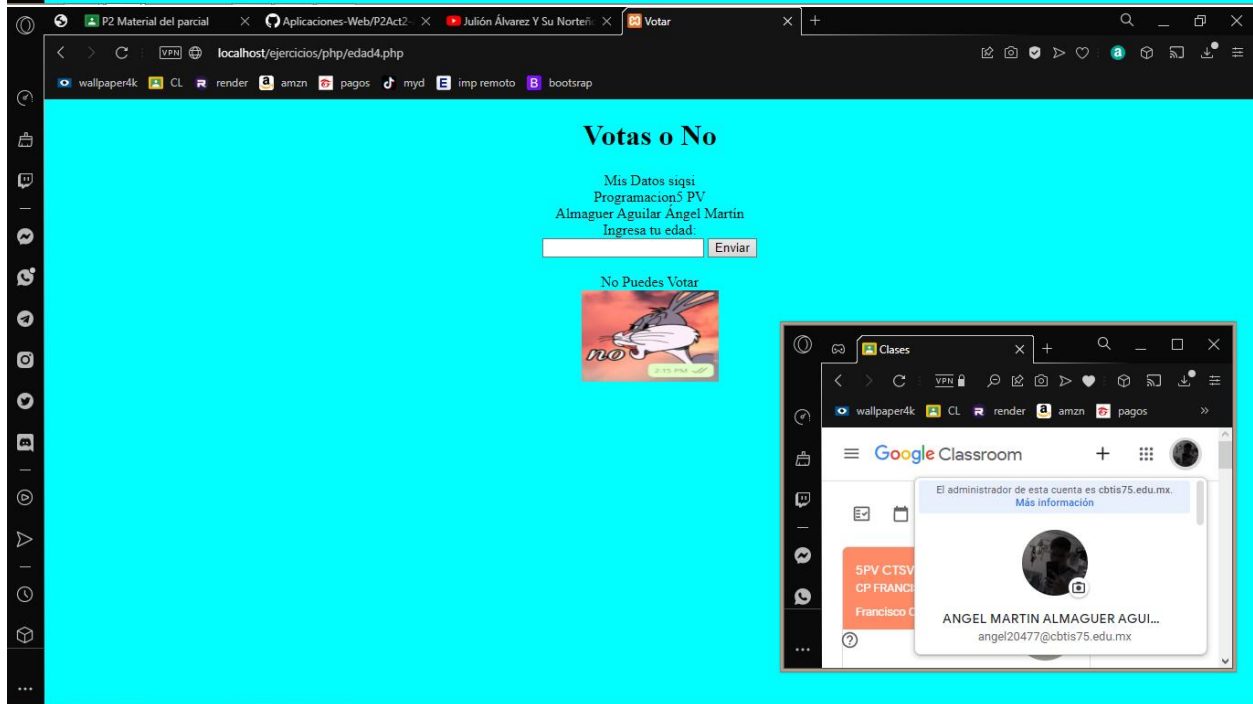 P2 Material del parcial
Aplicaciones-Web/P2Act2-
Julión Álvarez Y Su Norteñ
Votar
VPN localhost/ejercicios/php/edad4.php
wallpaper4k CL render amzn pagos myd imp remoto bootsrap
Votas o No
Mis Datos siqsi
Programacion5 PV
Almaguer Aguilar Ángel Martín
Ingresa tu edad:
Enviar
No Puedes Votar
no
2:15 PM
Clases
VPN
wallpaper4k CL render amzn pagos »
Google Classroom
El administrador de esta cuenta es cbtis75.edu.mx.
Más información
5PV CTSV
CP FRANCI
Francisco C
ANGEL MARTIN ALMAGUER AGUI...
angel20477@cbtis75.edu.mx